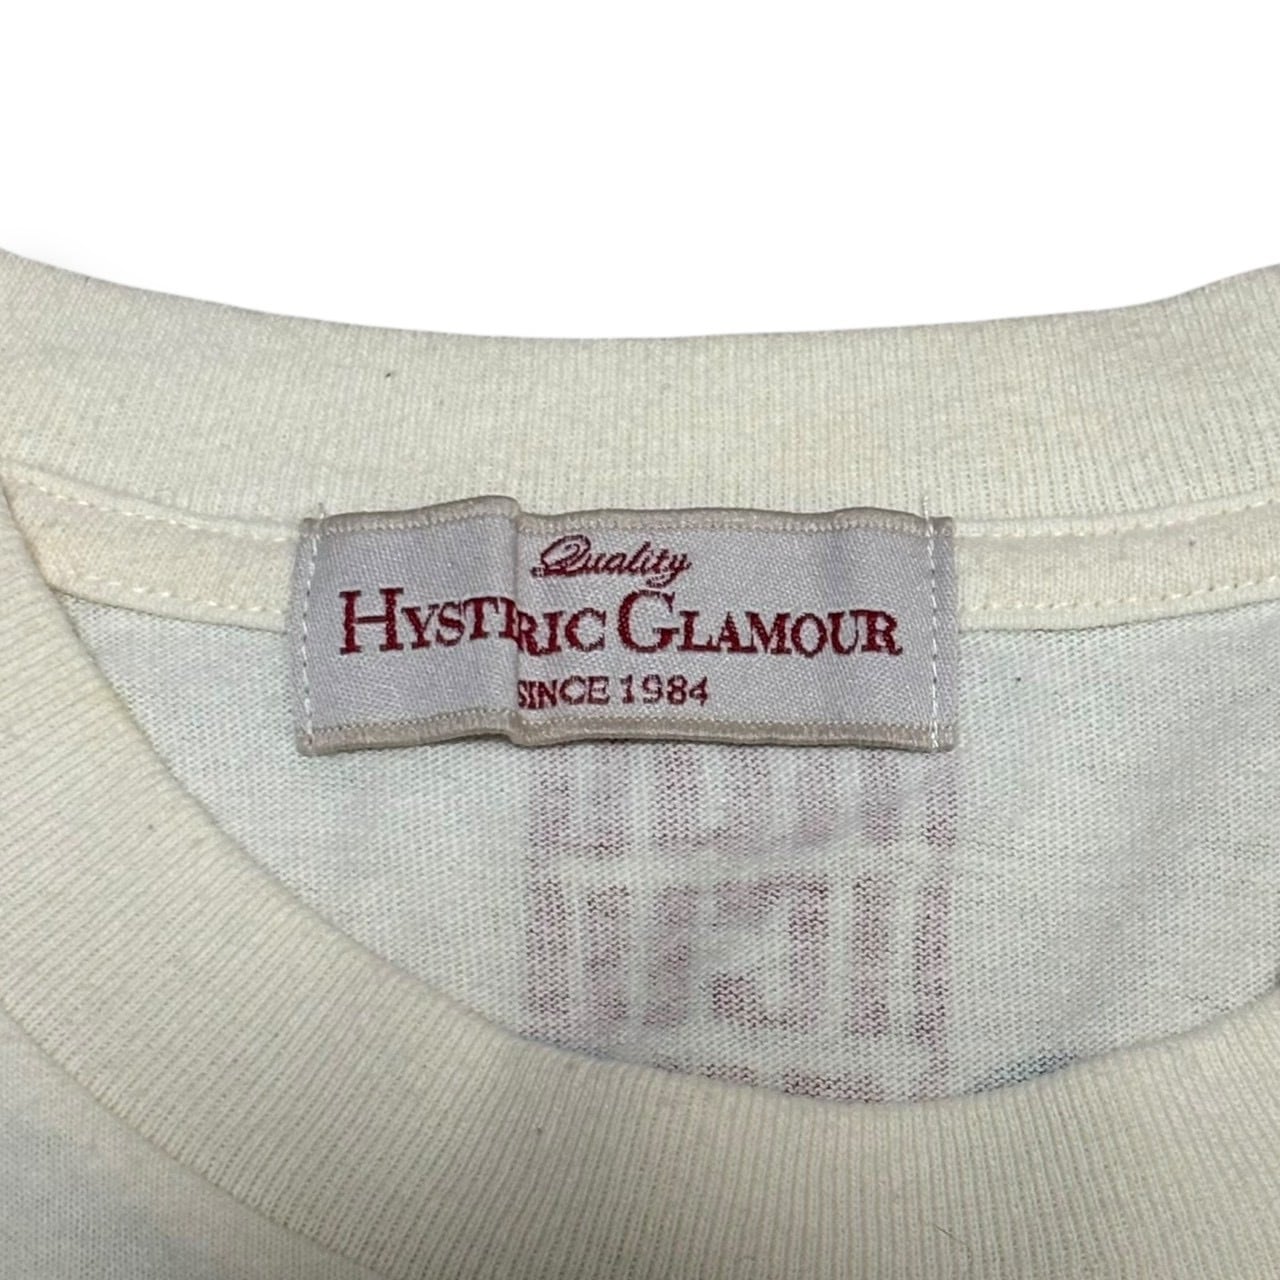 Quality
HYSTERIC GLAMOUR
SINCE 1984